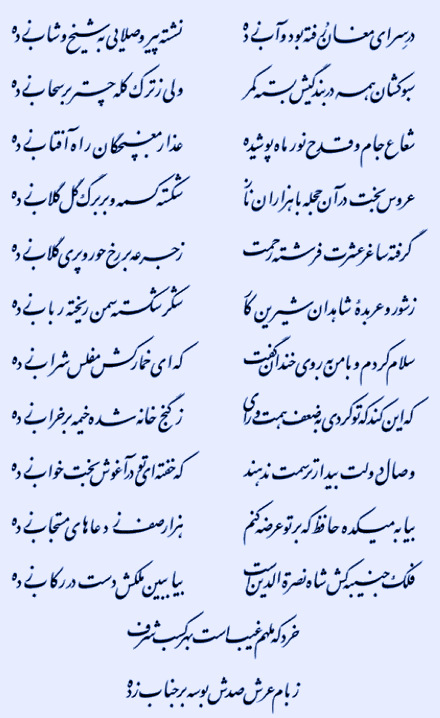 در سرای مغان رفته بود و آب زده نشسته پیر و صلایی به شیخ و شاب زده
سبوکشان همه در بندگیش بسته کمر ولی ز ترک کله چتر بر سحاب زده
شعاع جام و قدح نور ماه پوشیده عذار مغبچگان راه آفتاب زده
عروس بخت در آن حجله با هزاران ناز شکسته کسمه و بر برگ گل گلاب زده
گرفته ساغر عشرت فرشته رحمت ز جرعه بر رخ حور و پری گلاب زده
ز شور و عربدهٔ شاهدان شیرین کار شکر شکسته سمن ریخته رباب زده
سلام کردم و با من به روی خندان گفت که ای خمارکش مفلس شراب زده
که این کند که تو کردی به ضعف همت و رای ز گنج خانه شده خیمه بر خراب زده
وصال دولت بیدار ترسمت ندهند که خفته‌ای تو در آغوش بخت خواب زده
بیا به میکده حافظ که بر تو عرضه کنم هزار صف ز دعاهای مستجاب زده
فلک جنیبه کش شاه نصرة الدین است بیا ببین ملکش دست در رکاب زده
خرد که ملهم غیب است بهر کسب شرف
ز بام عرش صدش بوسه بر جناب زده